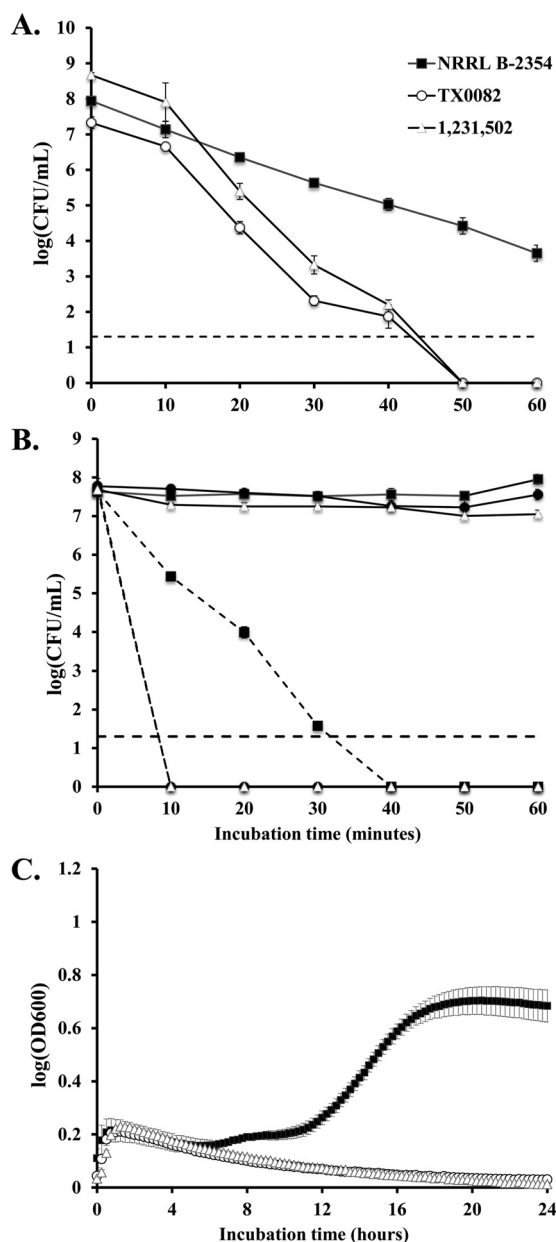 A.
9
8
7
6
5
4
3
2
1
0
log(CFU/mL)
NRRL B-2354
TX0082
1,231,502
0 10 20 30 40 50 60
B.
9
8
7
6
5
4
3
2
1
0
log(CFU/mL)
0 10 20 30 40 50 60
Incubation time (minutes)
C.
1.2
1
0.8
0.6
0.4
0.2
0
log(OD600)
0 4 8 12 16 20 24
Incubation time (hours)